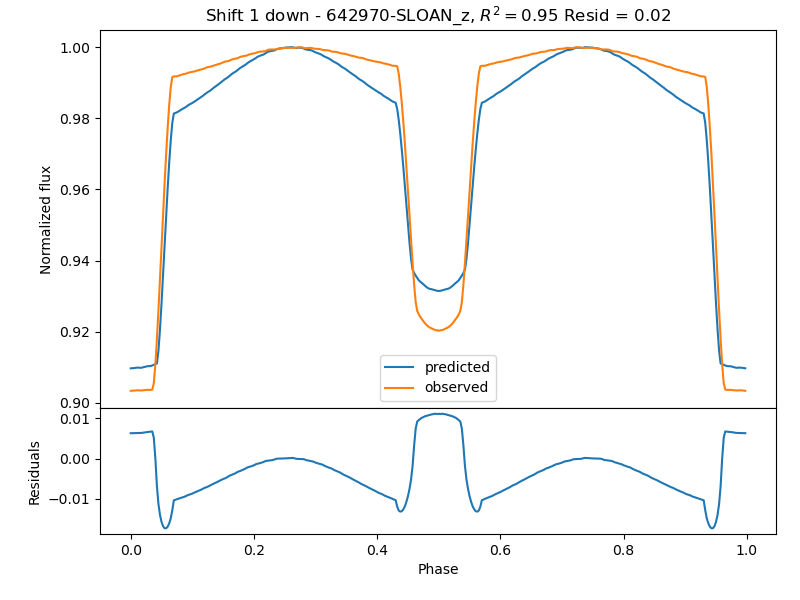 Shift 1 down - 642970-SLOAN_z, R² = 0.95 Resid = 0.02
Normalized flux
1.00
0.98
0.96
0.94
0.92
0.90
predicted
observed
Residuals
0.01
0.00
−0.01
0.0 0.2 0.4 0.6 0.8 1.0
Phase